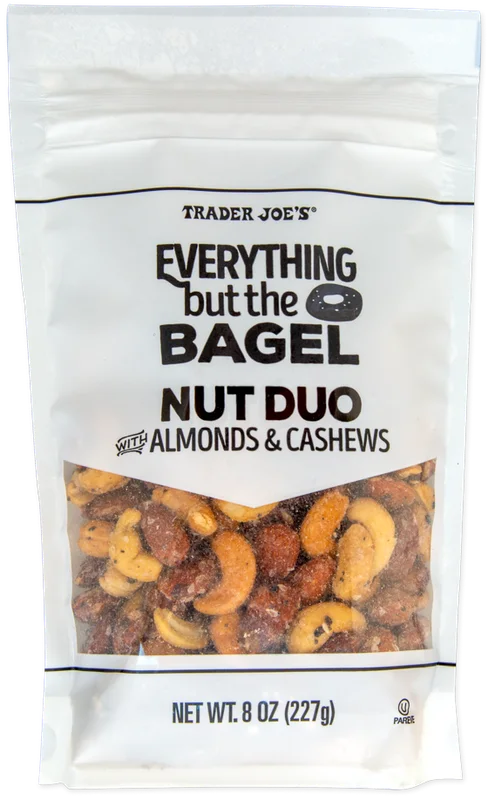 TRADER JOE'S®
EVERYTHING
but the
BAGEL
NUT DUO
WITH ALMONDS & CASHEWS
NET WT. 8 OZ (227g)
U
PAREVE